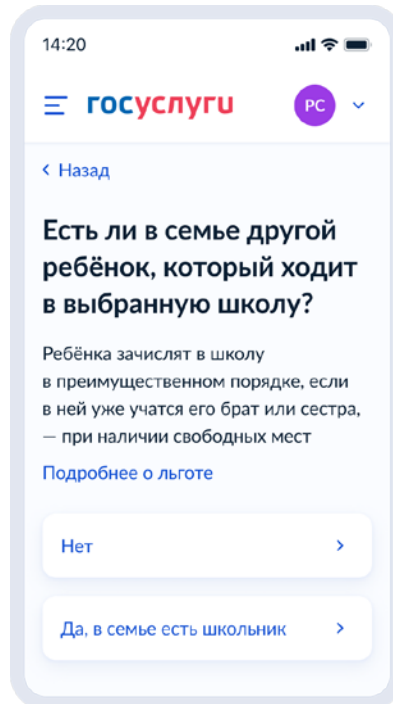 14:20
госуслуги
РС
Назад
Есть ли в семье другой
ребёнок, который ходит
в выбранную школу?
Ребёнка зачислят в школу
в преимущественном порядке, если
в ней уже учатся его брат или сестра,
— при наличии свободных мест
Подробнее о льготе
Нет
Да, в семье есть школьник